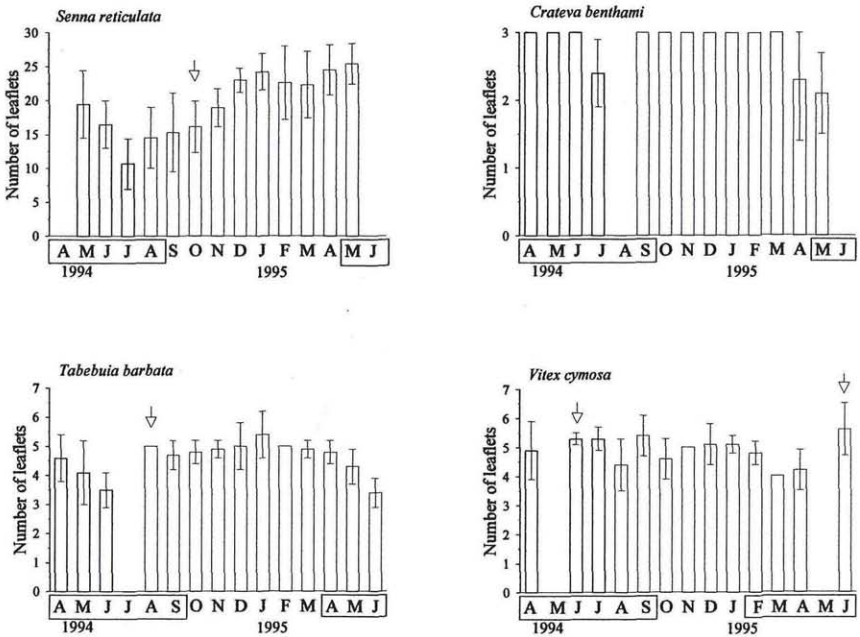 Senna reticulata
Number of leaflets
30
25
20
15
10
5
0
A M J J A S O N D J F M A M J
1994 1995
Crateva benthami
Number of leaflets
3
2
1
0
A M J J A S O N D J F M A M J
1994 1995
Tabebuia barbata
Number of leaflets
7
6
5
4
3
2
1
0
A M J J A S O N D J F M A M J
1994 1995
Vitex cymosa
Number of leaflets
7
6
5
4
3
2
1
0
A M J J A S O N D J F M A M J
1994 1995